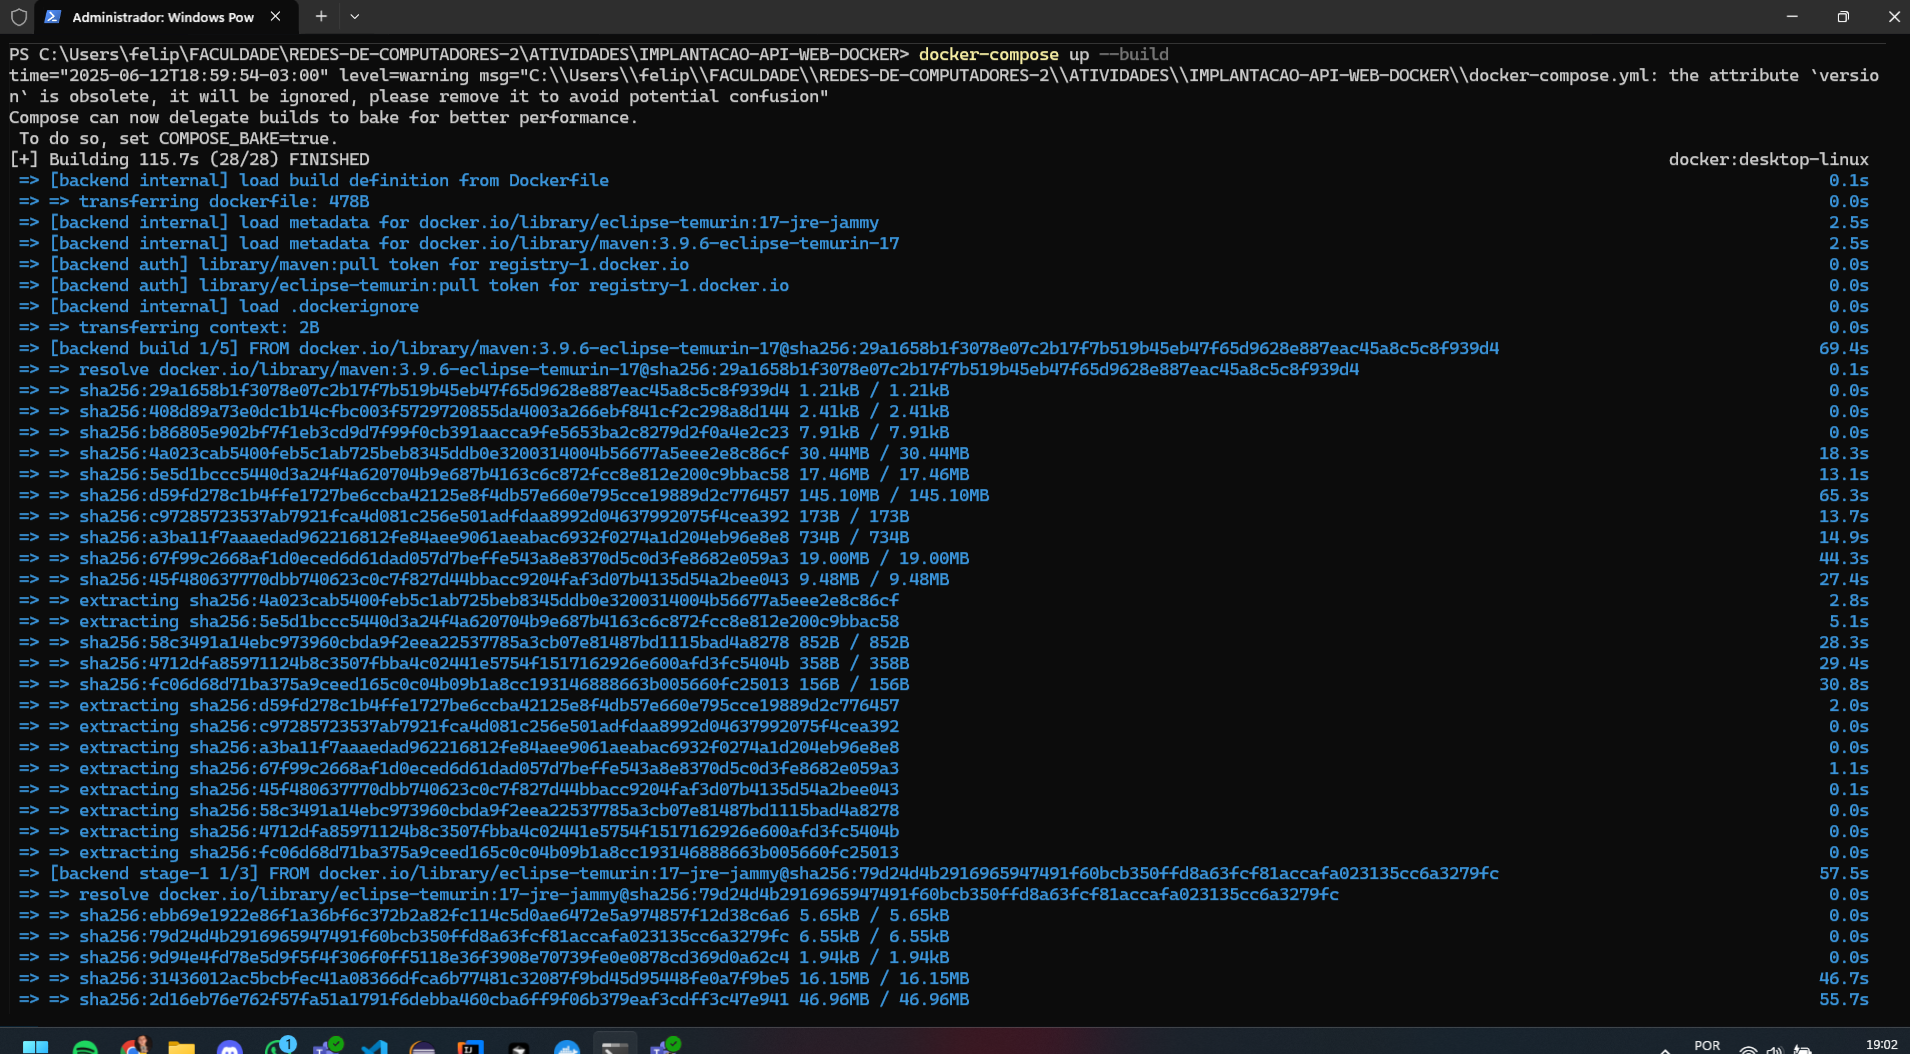 Administrador: Windows Pow
PS C:\Users\felip\FACULDADE\REDES-DE-COMPUTADORES-2\ATIVIDADES\IMPLANTACAO-API-WEB-DOCKER> docker-compose up --build
time="2025-06-12T18:59:54-03:00" level=warning msg="C:\\Users\\felip\\FACULDADE\\REDES-DE-COMPUTADORES-2\\ATIVIDADES\\IMPLANTACAO-API-WEB-DOCKER\\docker-compose.yml: the attribute `versio
n` is obsolete, it will be ignored, please remove it to avoid potential confusion"
Compose can now delegate builds to bake for better performance.
To do so, set COMPOSE_BAKE=true.
[+] Building 115.7s (28/28) FINISHED docker:desktop-linux
=> [backend internal] load build definition from Dockerfile 0.1s
=> => transferring dockerfile: 478B 0.0s
=> [backend internal] load metadata for docker.io/library/eclipse-temurin:17-jre-jammy 2.5s
=> [backend internal] load metadata for docker.io/library/maven:3.9.6-eclipse-temurin-17 2.5s
=> [backend auth] library/maven:pull token for registry-1.docker.io 0.0s
=> [backend auth] library/eclipse-temurin:pull token for registry-1.docker.io 0.0s
=> [backend internal] load .dockerignore 0.0s
=> => transferring context: 2B 0.0s
=> [backend build 1/5] FROM docker.io/library/maven:3.9.6-eclipse-temurin-17@sha256:29a1658b1f3078e07c2b17f7b519b45eb47f65d9628e887eac45a8c5c8f939d4 69.4s
=> => resolve docker.io/library/maven:3.9.6-eclipse-temurin-17@sha256:29a1658b1f3078e07c2b17f7b519b45eb47f65d9628e887eac45a8c5c8f939d4 0.1s
=> => sha256:29a1658b1f3078e07c2b17f7b519b45eb47f65d9628e887eac45a8c5c8f939d4 1.21kB / 1.21kB 0.0s
=> => sha256:408d89a73e0dc1b14cfbc003f5729720855da4003a266ebf841cf2c298a8d144 2.41kB / 2.41kB 0.0s
=> => sha256:b86805e902bf7f1eb3cd9d7f99f0cb391aacca9fe5653ba2c8279d2f0a4e2c23 7.91kB / 7.91kB 0.0s
=> => sha256:4a023cab5400feb5c1ab725beb8345ddb0e3200314004b56677a5eee2e8c86cf 30.44MB / 30.44MB 18.3s
=> => sha256:5e5d1bccc5440d3a24f4a620704b9e687b4163c6c872fcc8e812e200c9bbac58 17.46MB / 17.46MB 13.1s
=> => sha256:d59fd278c1b4ffe1727be6ccba42125e8f4db57e660e795cce19889d2c776457 145.10MB / 145.10MB 65.3s
=> => sha256:c97285723537ab7921fca4d081c256e501adfdaa8992d04637992075f4cea392 173B / 173B 13.7s
=> => sha256:a3ba11f7aaaedad962216812fe84aee9061aeabac6932f0274a1d204eb96e8e8 734B / 734B 14.9s
=> => sha256:67f99c2668af1d0eced6d61dad057d7beffe543a8e8370d5c0d3fe8682e059a3 19.00MB / 19.00MB 44.3s
=> => sha256:45f480637770dbb740623c0c7f827d44bbacc9204faf3d07b4135d54a2bee043 9.48MB / 9.48MB 27.4s
=> => extracting sha256:4a023cab5400feb5c1ab725beb8345ddb0e3200314004b56677a5eee2e8c86cf 2.8s
=> => extracting sha256:5e5d1bccc5440d3a24f4a620704b9e687b4163c6c872fcc8e812e200c9bbac58 5.1s
=> => sha256:58c3491a14ebc973960cbda9f2eea22537785a3cb07e81487bd1115bad4a8278 852B / 852B 28.3s
=> => sha256:4712dfa85971124b8c3507fbba4c02441e5754f1517162926e600afd3fc5404b 358B / 358B 29.4s
=> => sha256:fc06d68d71ba375a9ceed165c0c04b09b1a8cc193146888663b005660fc25013 156B / 156B 30.8s
=> => extracting sha256:d59fd278c1b4ffe1727be6ccba42125e8f4db57e660e795cce19889d2c776457 2.0s
=> => extracting sha256:c97285723537ab7921fca4d081c256e501adfdaa8992d04637992075f4cea392 0.0s
=> => extracting sha256:a3ba11f7aaaedad962216812fe84aee9061aeabac6932f0274a1d204eb96e8e8 0.0s
=> => extracting sha256:67f99c2668af1d0eced6d61dad057d7beffe543a8e8370d5c0d3fe8682e059a3 1.1s
=> => extracting sha256:45f480637770dbb740623c0c7f827d44bbacc9204faf3d07b4135d54a2bee043 0.1s
=> => extracting sha256:58c3491a14ebc973960cbda9f2eea22537785a3cb07e81487bd1115bad4a8278 0.0s
=> => extracting sha256:4712dfa85971124b8c3507fbba4c02441e5754f1517162926e600afd3fc5404b 0.0s
=> => extracting sha256:fc06d68d71ba375a9ceed165c0c04b09b1a8cc193146888663b005660fc25013 0.0s
=> [backend stage-1 1/3] FROM docker.io/library/eclipse-temurin:17-jre-jammy@sha256:79d24d4b2916965947491f60bcb350ffd8a63fcf81accafa023135cc6a3279fc 57.5s
=> => resolve docker.io/library/eclipse-temurin:17-jre-jammy@sha256:79d24d4b2916965947491f60bcb350ffd8a63fcf81accafa023135cc6a3279fc 0.0s
=> => sha256:ebb69e1922e86f1a36bf6c372b2a82fc114c5d0ae6472e5a974857f12d38c6a6 5.65kB / 5.65kB 0.0s
=> => sha256:79d24d4b2916965947491f60bcb350ffd8a63fcf81accafa023135cc6a3279fc 6.55kB / 6.55kB 0.0s
=> => sha256:9d94e4fd78e5d9f5f4f306f0ff5118e36f3908e70739fe0e0878cd369d0a62c4 1.94kB / 1.94kB 0.0s
=> => sha256:31436012ac5bcbfec41a08366dfca6b77481c32087f9bd45d95448fe0a7f9be5 16.15MB / 16.15MB 46.7s
=> => sha256:2d16eb76e762f57fa51a1791f6debba460cba6ff9f06b379eaf3cdff3c47e941 46.96MB / 46.96MB 55.7s
1
POR
19:02